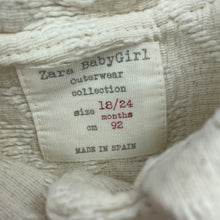 Zara BabyGirl
Outerwear
collection
size 18/24
months
cm 92
MADE IN SPAIN